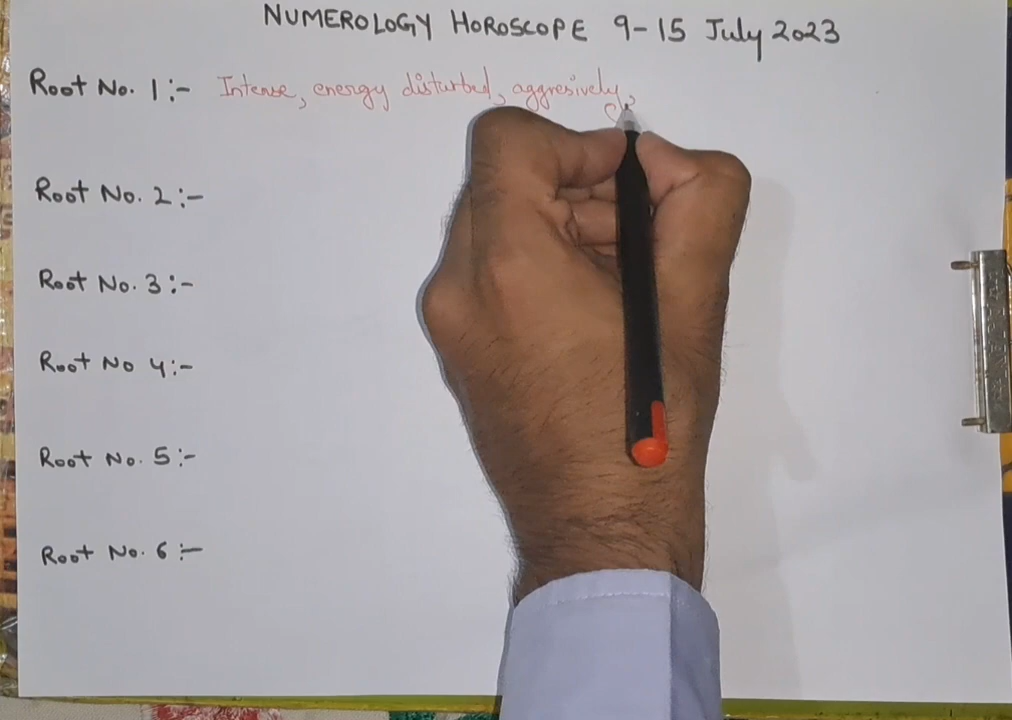 NUMEROLOGY HOROSCOPE 9-15 July 2023
Root No. 1:- Intense, energy disturbed, aggresively,
Root No. 2:-
Root No. 3:-
Root No 4:-
Root No. 5:-
Root No. 6:-